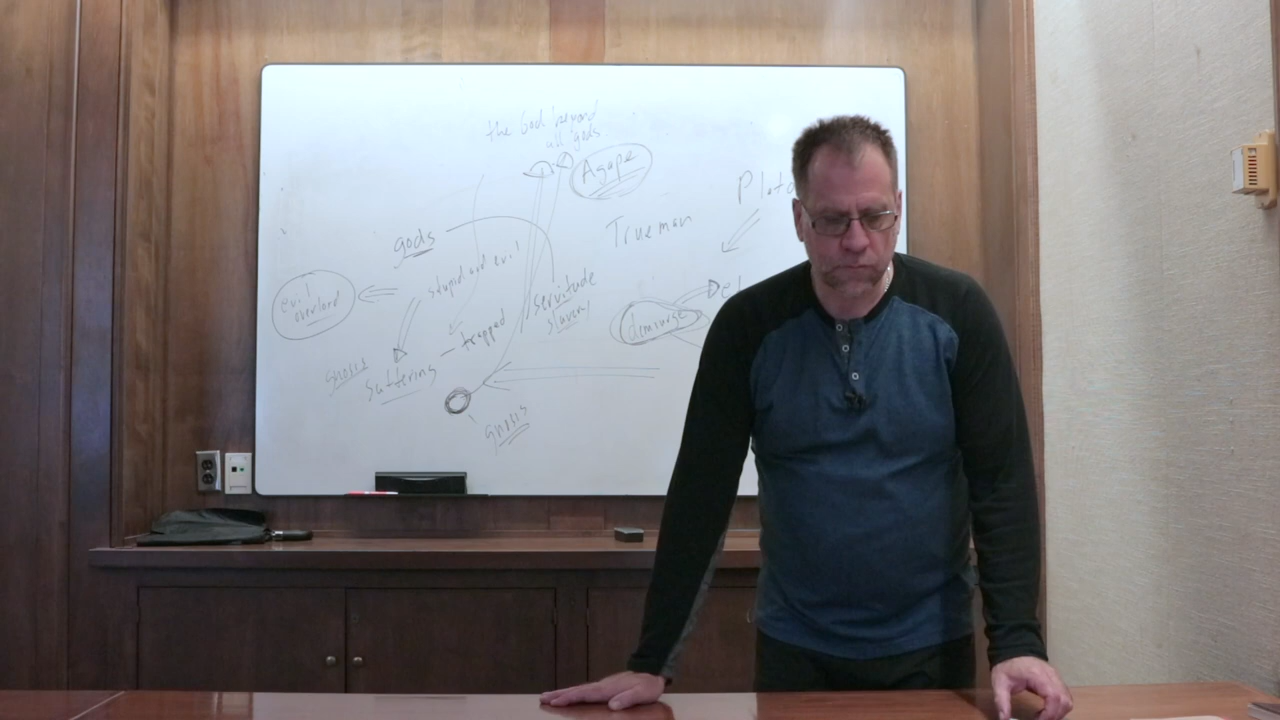 the God beyond
all gods
Agape
Plato
Trueman
gods
stupid and evil
evil
overlord
servitude
slavery
demiurge
trapped
gnosis
suffering
gnosis